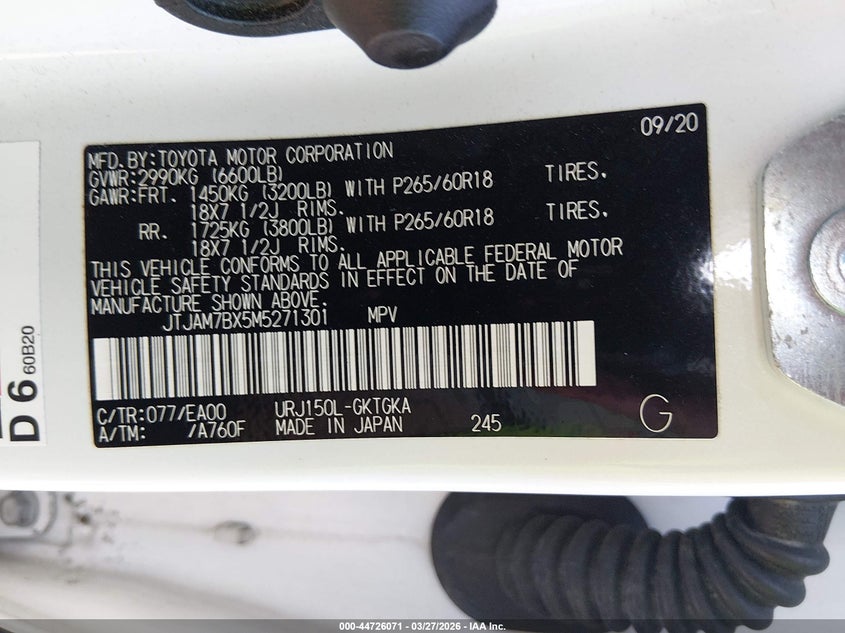 09/20
MFD.BY:TOYOTA MOTOR CORPORATION
GVWR:2990KG (6600LB)
GAWR:FRT. 1450KG (3200LB) WITH P265/60R18 TIRES.
18X7 1/2J RIMS.
RR. 1725KG (3800LB) WITH P265/60R18 TIRES.
18X7 1/2J RIMS.
THIS VEHICLE CONFORMS TO ALL APPLICABLE FEDERAL MOTOR
VEHICLE SAFETY STANDARDS IN EFFECT ON THE DATE OF
MANUFACTURE SHOWN ABOVE.
JTJAM7BX5M5271301 MPV
C/TR:077/EA00 URJ150L-GKTGKA
A/TM: /A760F MADE IN JAPAN 245
G
D 6 60B20
000-44726071 - 03/27/2026 - IAA Inc.